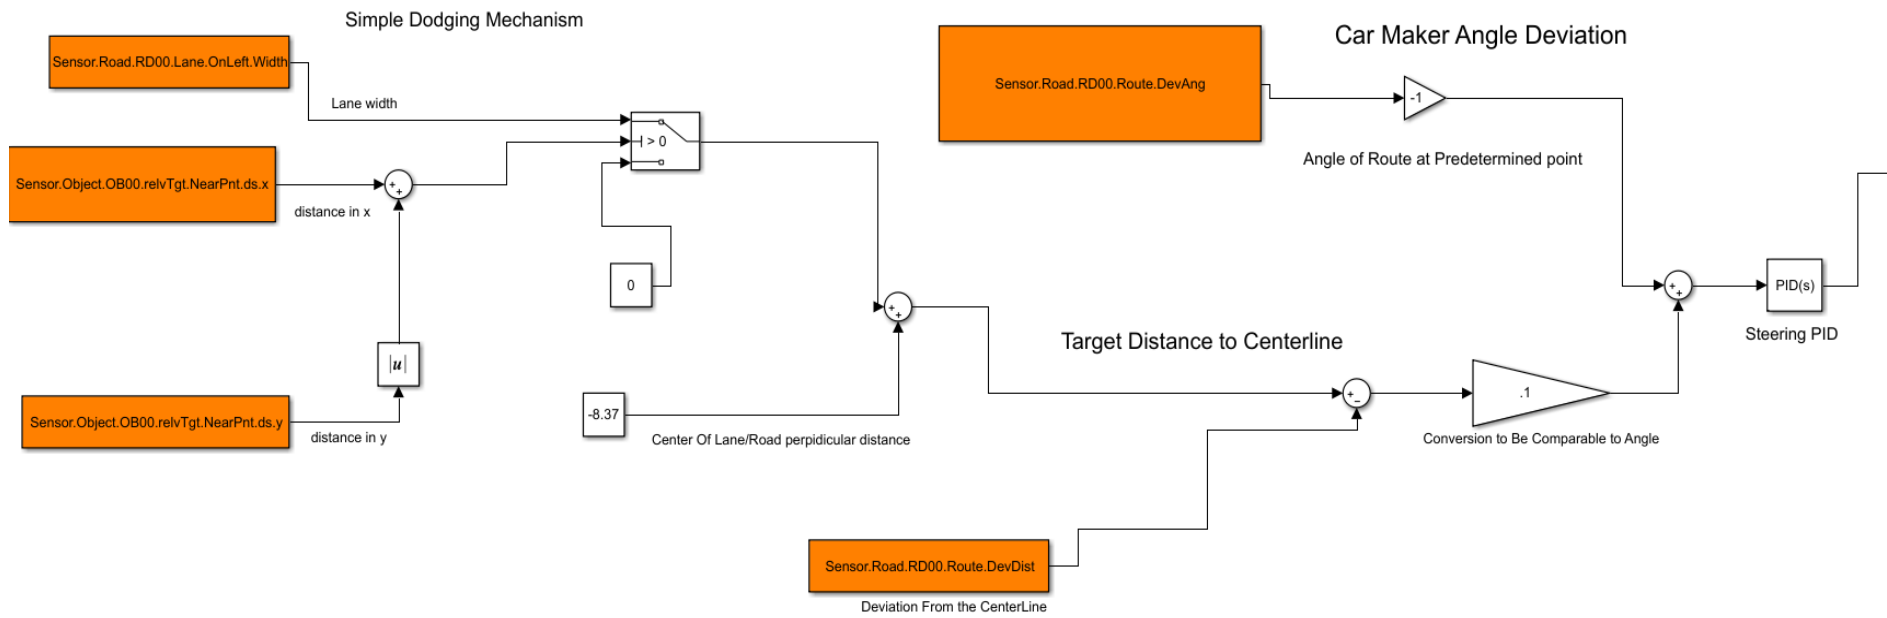 Simple Dodging Mechanism
Car Maker Angle Deviation
Sensor.Road.RD00.Lane.OnLeft.Width
Sensor.Road.RD00.Route.DevAng
-1
Lane width
> 0
Angle of Route at Predetermined point
Sensor.Object.OB00.relvTgt.NearPnt.ds.x
+
+
distance in x
0
+
+
PID(s)
+
+
Steering PID
Target Distance to Centerline
|u|
.1
+
−
-8.37
Sensor.Object.OB00.relvTgt.NearPnt.ds.y
distance in y
Center Of Lane/Road perpidicular distance
Conversion to Be Comparable to Angle
Sensor.Road.RD00.Route.DevDist
Deviation From the CenterLine